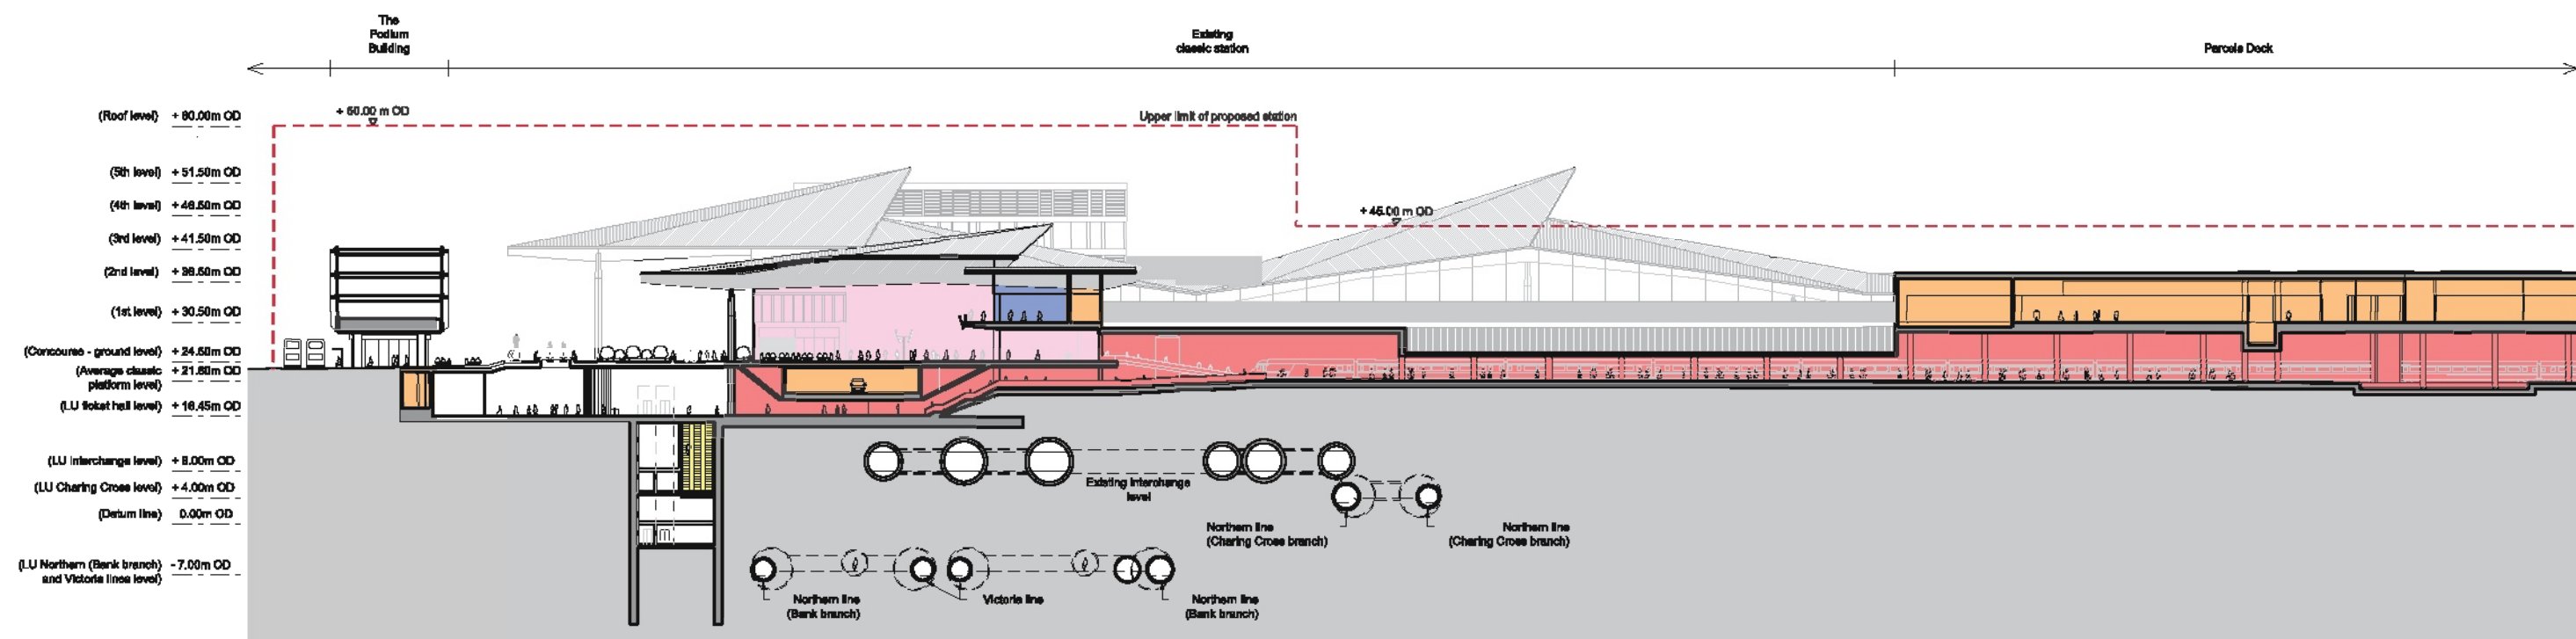 The
Podium
Building
Existing
classic station
Parcels Deck
(Roof level) + 60.00m OD
+ 60.00 m OD
Upper limit of proposed station
(5th level) + 51.50m OD
(4th level) + 46.50m OD
+ 45.00 m OD
(3rd level) + 41.50m OD
(2nd level) + 36.50m OD
(1st level) + 30.50m OD
(Concourse - ground level) + 24.50m OD
(Average classic + 21.80m OD
platform level)
(LU ticket hall level) + 16.45m OD
(LU Interchange level) + 8.00m OD
(LU Charing Cross level) + 4.00m OD
(Datum line) 0.00m OD
(LU Northern (Bank branch) - 7.00m OD
and Victoria lines level)
Existing interchange
level
Northern line
(Charing Cross branch)
Northern line
(Charing Cross branch)
Northern line
(Bank branch)
Victoria line
Northern line
(Bank branch)